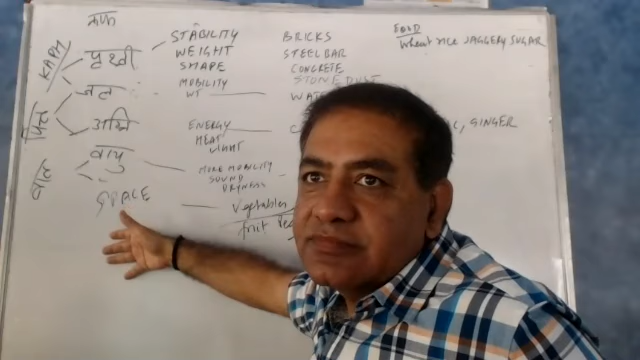 कफ
KAPH
पित्त
वात
पृथ्वी
STABILITY BRICKS
WEIGHT STEEL BAR
SHAPE CONCRETE
जल
MOBILITY STONE DUST
WT
अग्नि
ENERGY
HEAT
LIGHT
वायु
MORE MOBILITY
SOUND
DRYNESS
SPACE
Vegetables
fruit
FOOD
Wheat rice JAGGERY SUGAR
GINGER